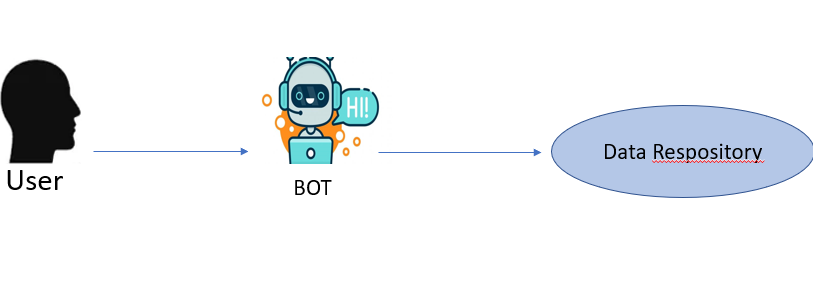 HI!
Data Respository
User
BOT